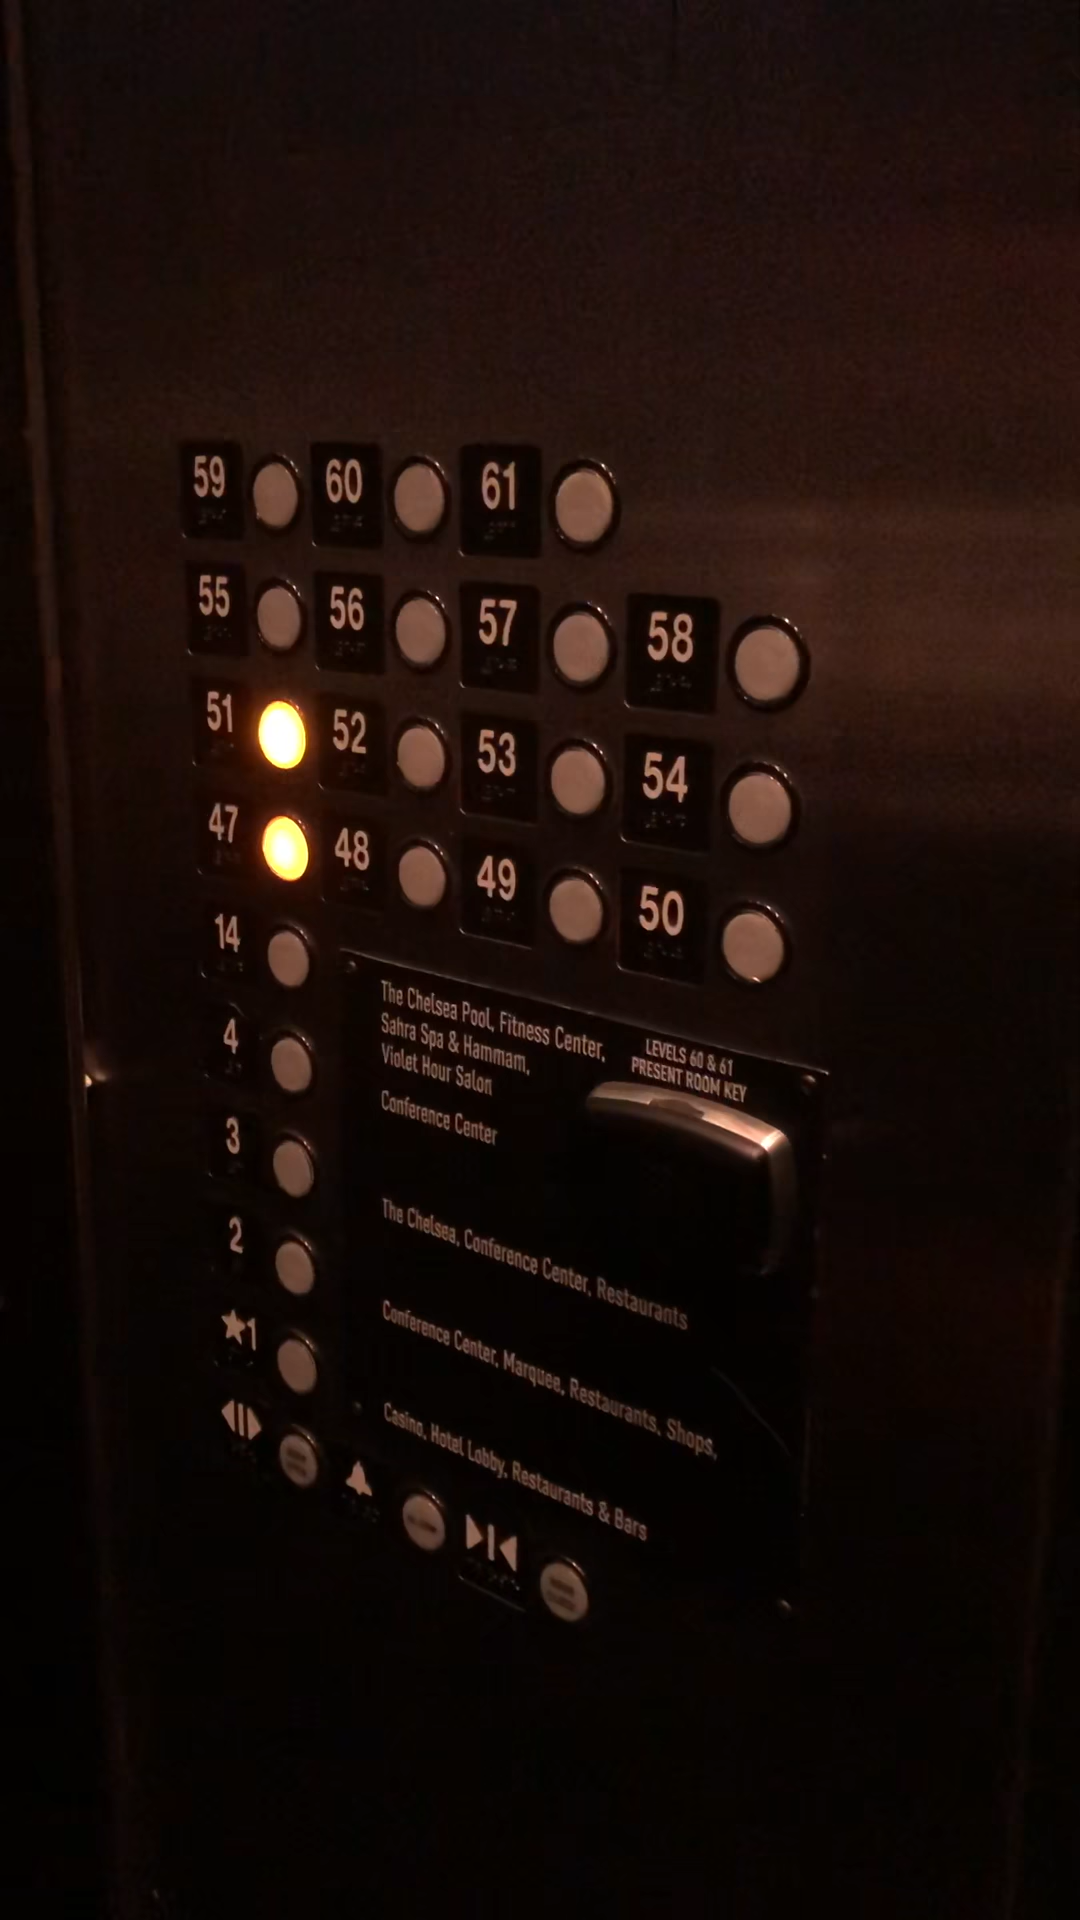 59 60 61
55 56 57 58
51 52 53 54
47 48 49 50
14
4
3
2
★1
The Chelsea Pool, Fitness Center,
Sahra Spa & Hammam,
Violet Hour Salon
Conference Center
The Chelsea, Conference Center, Restaurants
Conference Center, Marquee, Restaurants, Shops,
Casino, Hotel Lobby, Restaurants & Bars
LEVELS 60 & 61
PRESENT ROOM KEY